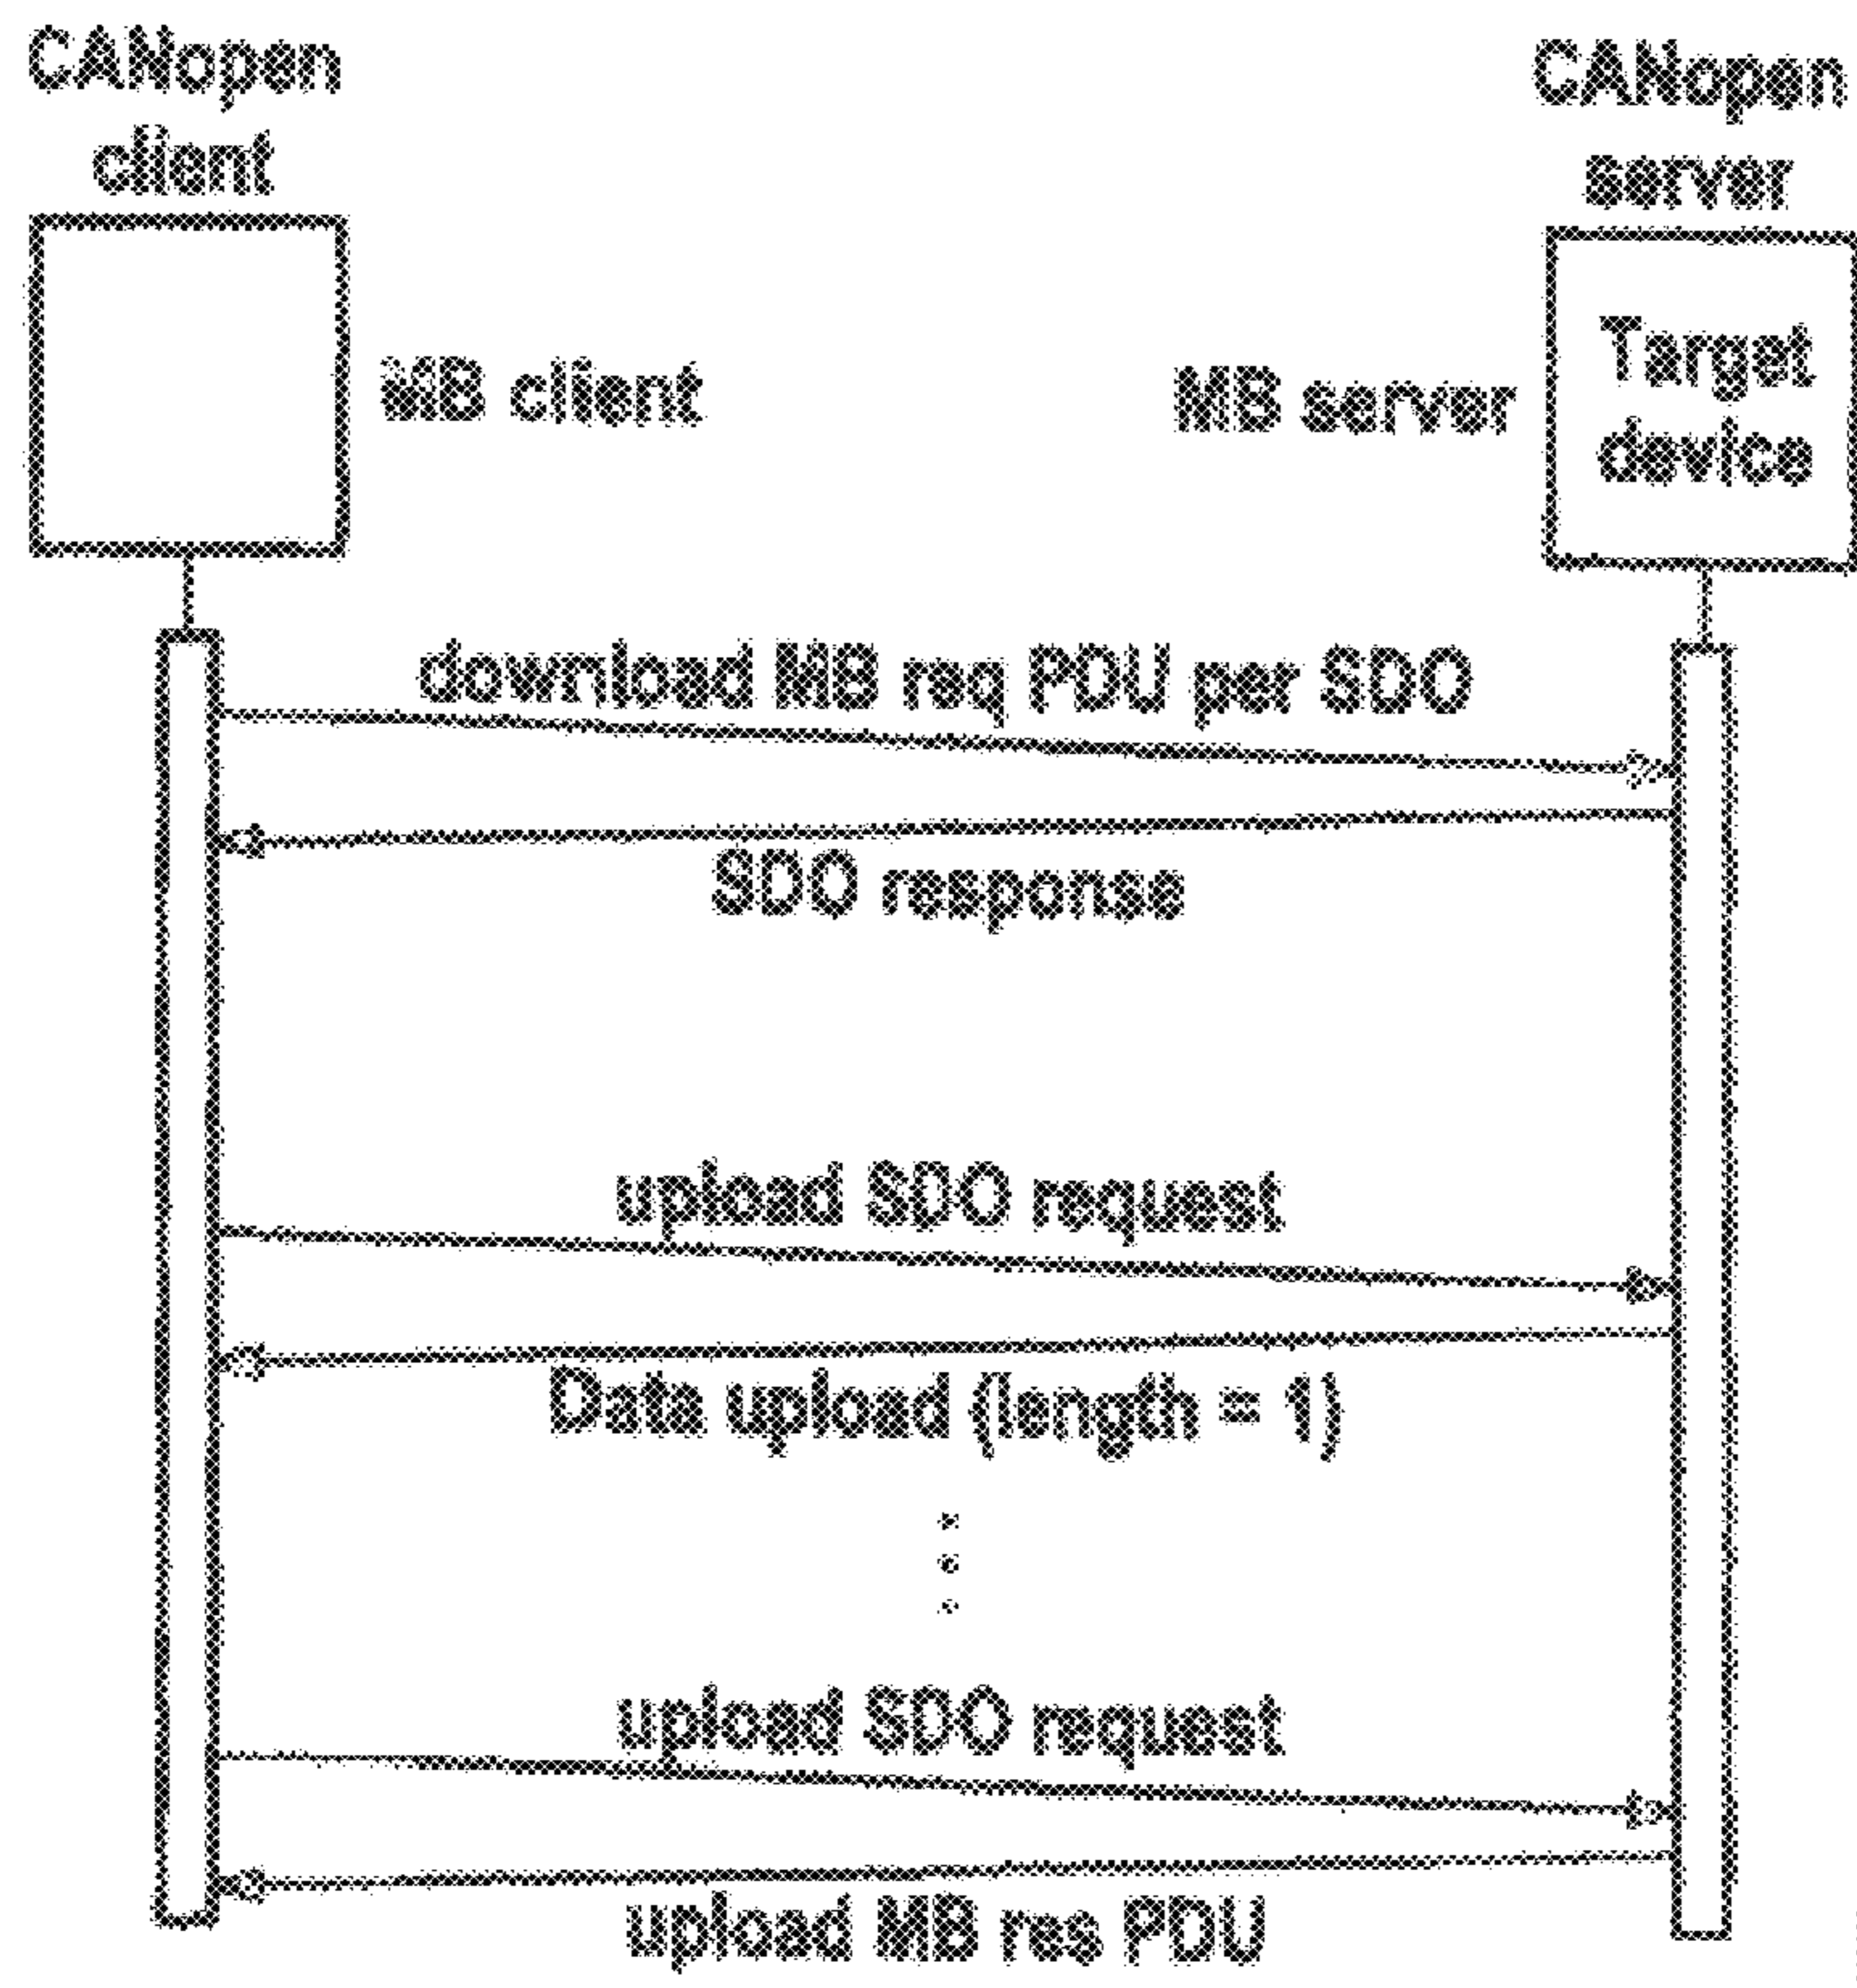 CANopen
client
CANopen
server
MB client
MB server
Target
device
download MB req PDU per SDO
SDO response
upload SDO request
Data upload (length = 1)
upload SDO request
upload MB res PDU